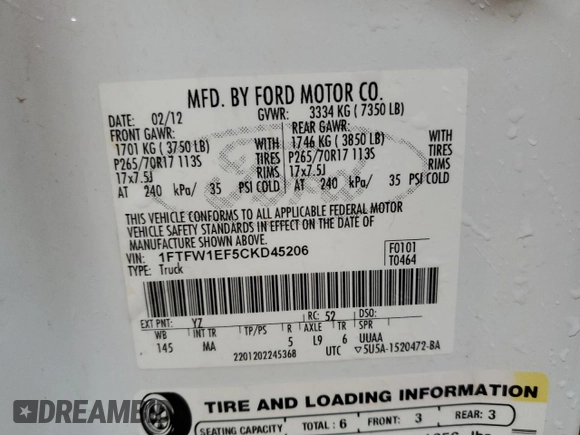 MFD. BY FORD MOTOR CO.
DATE: 02/12 GVWR: 3334 KG ( 7350 LB)
FRONT GAWR: REAR GAWR:
1701 KG ( 3750 LB) WITH 1746 KG ( 3850 LB) WITH
P265/70R17 113S TIRES P265/70R17 113S TIRES
17x7.5J RIMS 17x7.5J RIMS
AT 240 kPa/ 35 PSI COLD AT 240 kPa/ 35 PSI COLD
Ford
THIS VEHICLE CONFORMS TO ALL APPLICABLE FEDERAL MOTOR
VEHICLE SAFETY STANDARDS IN EFFECT ON THE DATE OF
MANUFACTURE SHOWN ABOVE.
VIN: 1FTFW1EF5CKD45206 F0101
TYPE: Truck T0464
EXT PNT: YZ RC: 52 DSO:
WB INT TR TP/PS R AXLE TR SPR
145 MA 5 L9 6 UUAA
2201202245368 UTC 5U5A-1520472-BA
TIRE AND LOADING INFORMATION
SEATING CAPACITY TOTAL : 6 FRONT: 3 REAR: 3
DREAMB